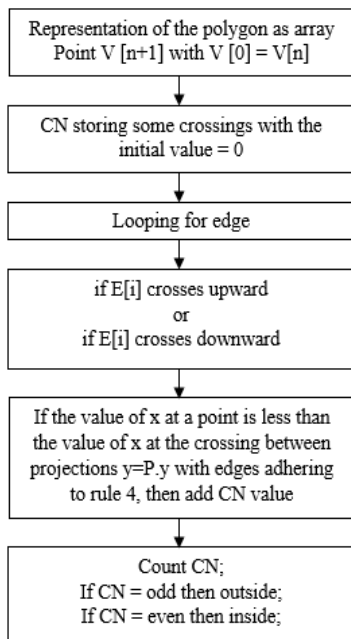 Representation of the polygon as array
Point V [n+1] with V [0] = V[n]
CN storing some crossings with the
initial value = 0
Looping for edge
if E[i] crosses upward
or
if E[i] crosses downward
If the value of x at a point is less than
the value of x at the crossing between
projections y=P.y with edges adhering
to rule 4, then add CN value
Count CN;
If CN = odd then outside;
If CN = even then inside;